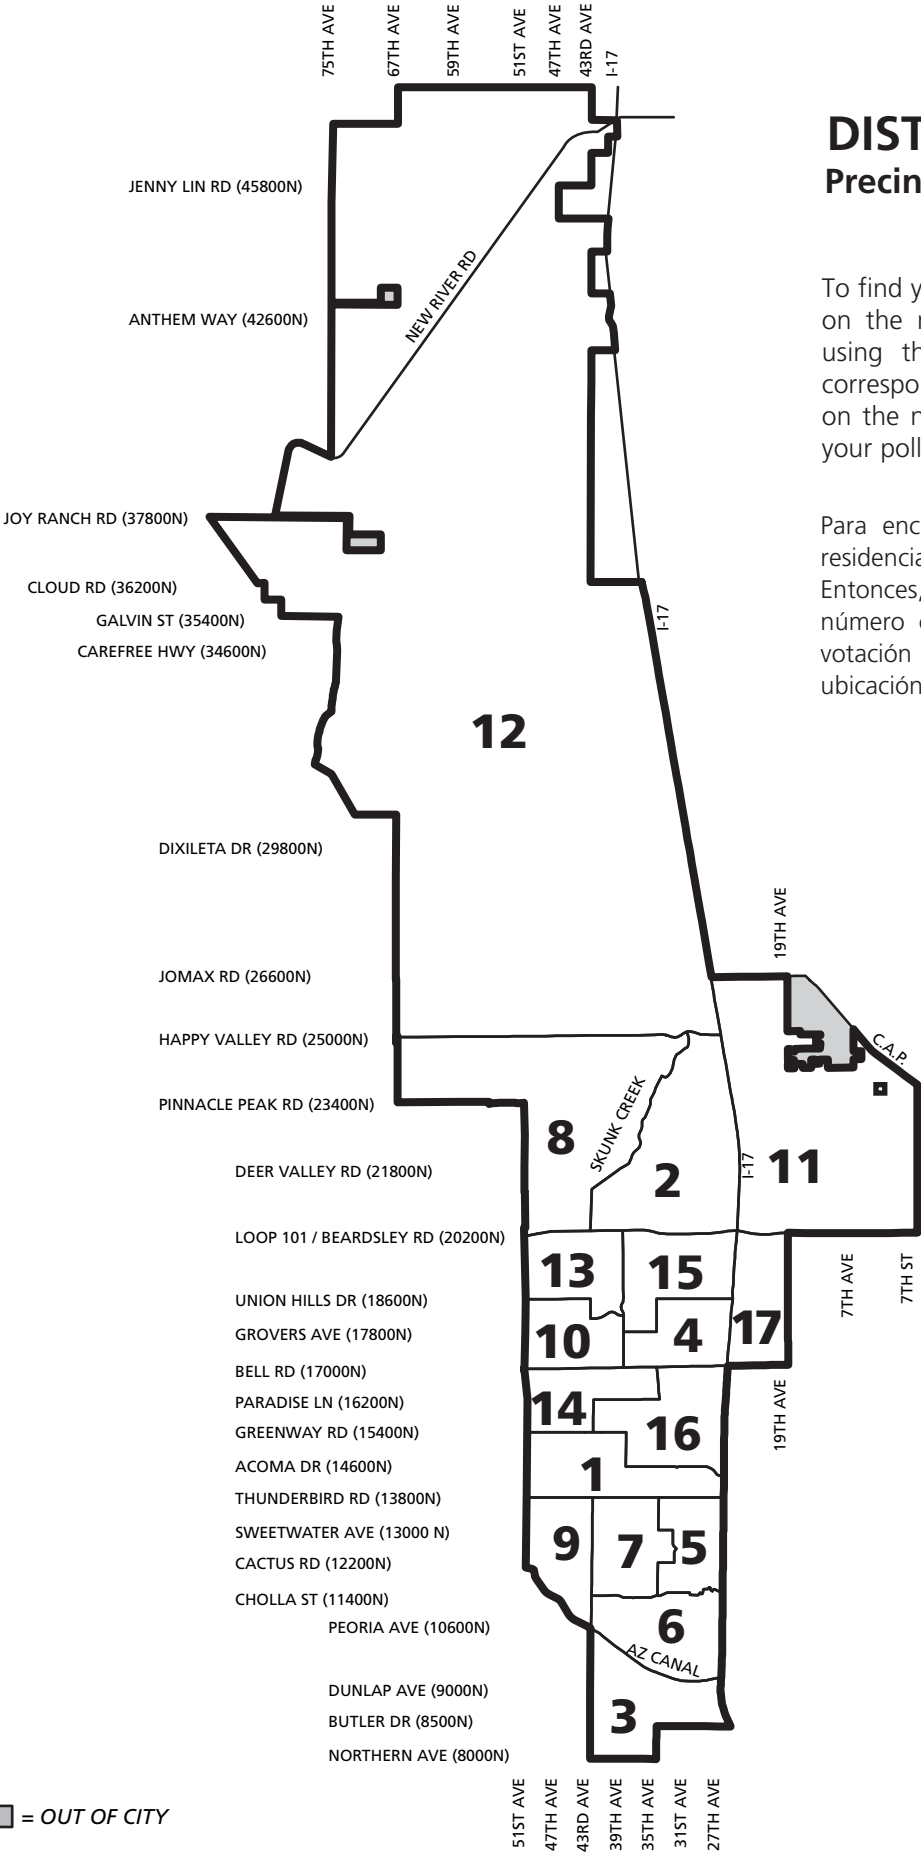 75TH AVE
67TH AVE
59TH AVE
51ST AVE
47TH AVE
43RD AVE
I-17
DIST
Precin
JENNY LIN RD (45800N)
NEW RIVER RD
ANTHEM WAY (42600N)
To find y
on the
using th
correspo
on the
your poll
JOY RANCH RD (37800N)
CLOUD RD (36200N)
GALVIN ST (35400N)
CAREFREE HWY (34600N)
I-17
Para enc
residencia
Entonces,
número
votación
ubicación
12
DIXILETA DR (29800N)
19TH AVE
JOMAX RD (26600N)
HAPPY VALLEY RD (25000N)
C.A.P.
PINNACLE PEAK RD (23400N)
SKUNK CREEK
8
2
I-17
11
DEER VALLEY RD (21800N)
LOOP 101 / BEARDSLEY RD (20200N)
7TH AVE
7TH ST
13
15
UNION HILLS DR (18600N)
GROVERS AVE (17800N)
10
4
17
BELL RD (17000N)
PARADISE LN (16200N)
14
19TH AVE
GREENWAY RD (15400N)
16
ACOMA DR (14600N)
1
THUNDERBIRD RD (13800N)
SWEETWATER AVE (13000 N)
9
7
5
CACTUS RD (12200N)
CHOLLA ST (11400N)
PEORIA AVE (10600N)
6
AZ CANAL
DUNLAP AVE (9000N)
BUTLER DR (8500N)
3
NORTHERN AVE (8000N)
51ST AVE
47TH AVE
43RD AVE
39TH AVE
35TH AVE
31ST AVE
27TH AVE
= OUT OF CITY